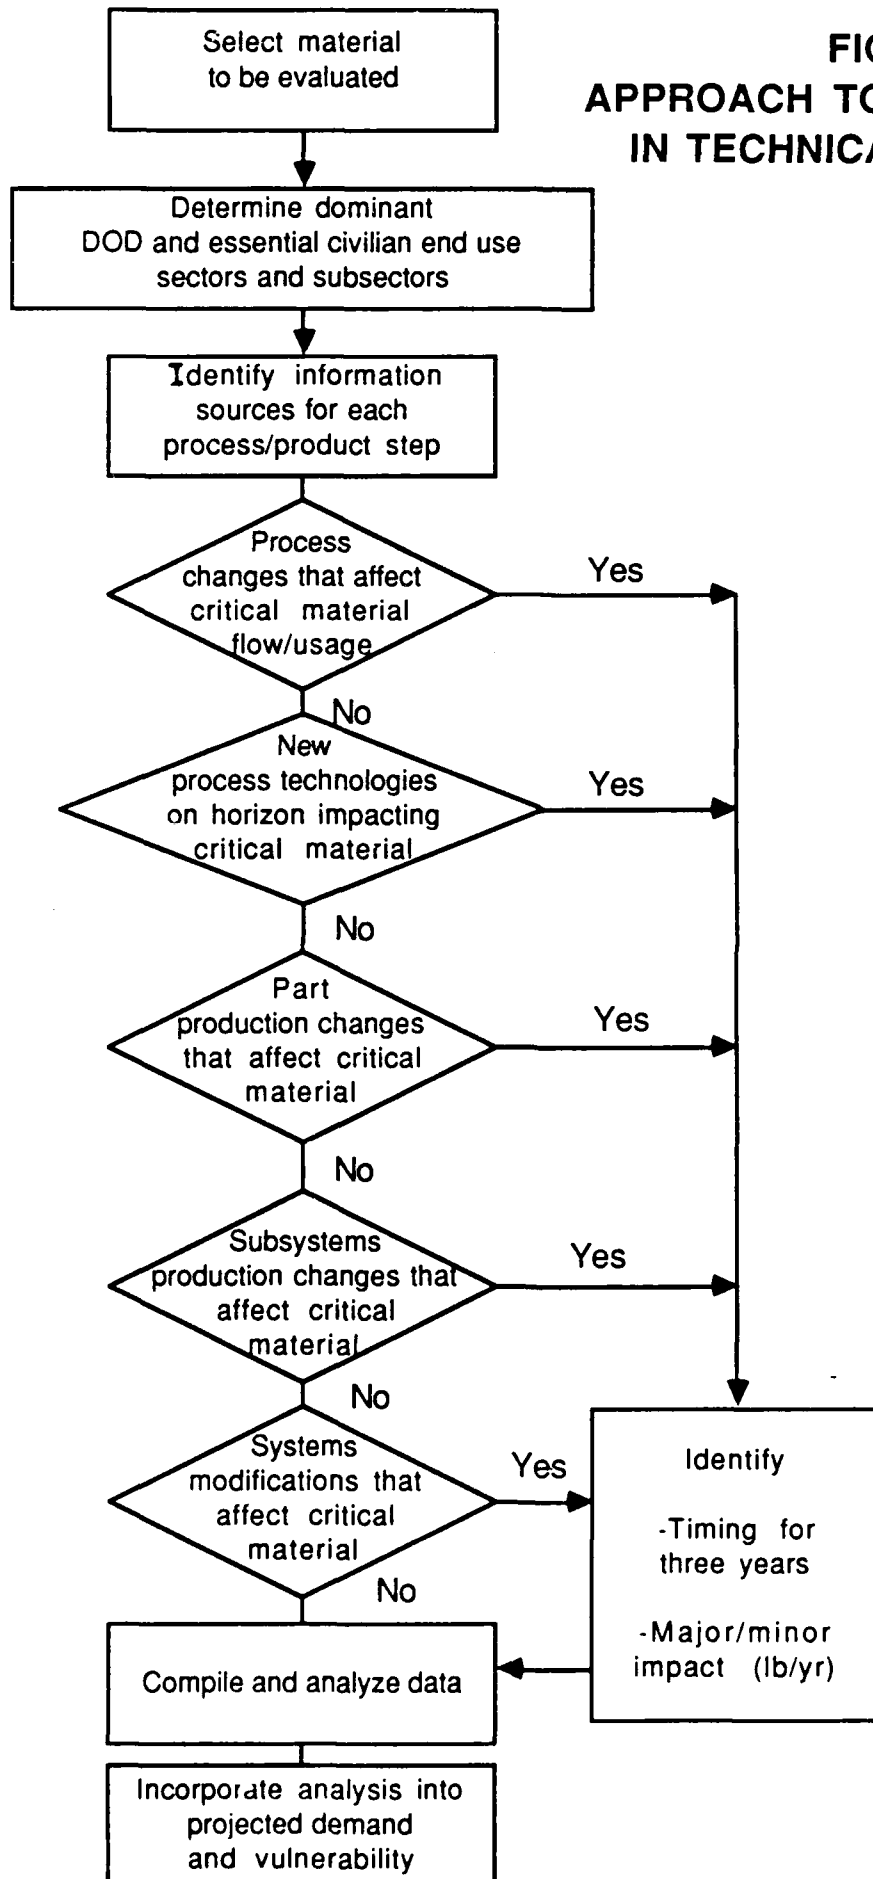 Select material
to be evaluated
FIG
APPROACH TO
IN TECHNICA
Determine dominant
DOD and essential civilian end use
sectors and subsectors
Identify information
sources for each
process/product step
Process
changes that affect
critical material
flow/usage
Yes
No
New
process technologies
on horizon impacting
critical material
Yes
No
Part
production changes
that affect critical
material
Yes
No
Subsystems
production changes that
affect critical
material
Yes
No
Systems
modifications that
affect critical
material
Yes
No
Identify
-Timing for
three years
-Major/minor
impact (lb/yr)
Compile and analyze data
Incorporate analysis into
projected demand
and vulnerability